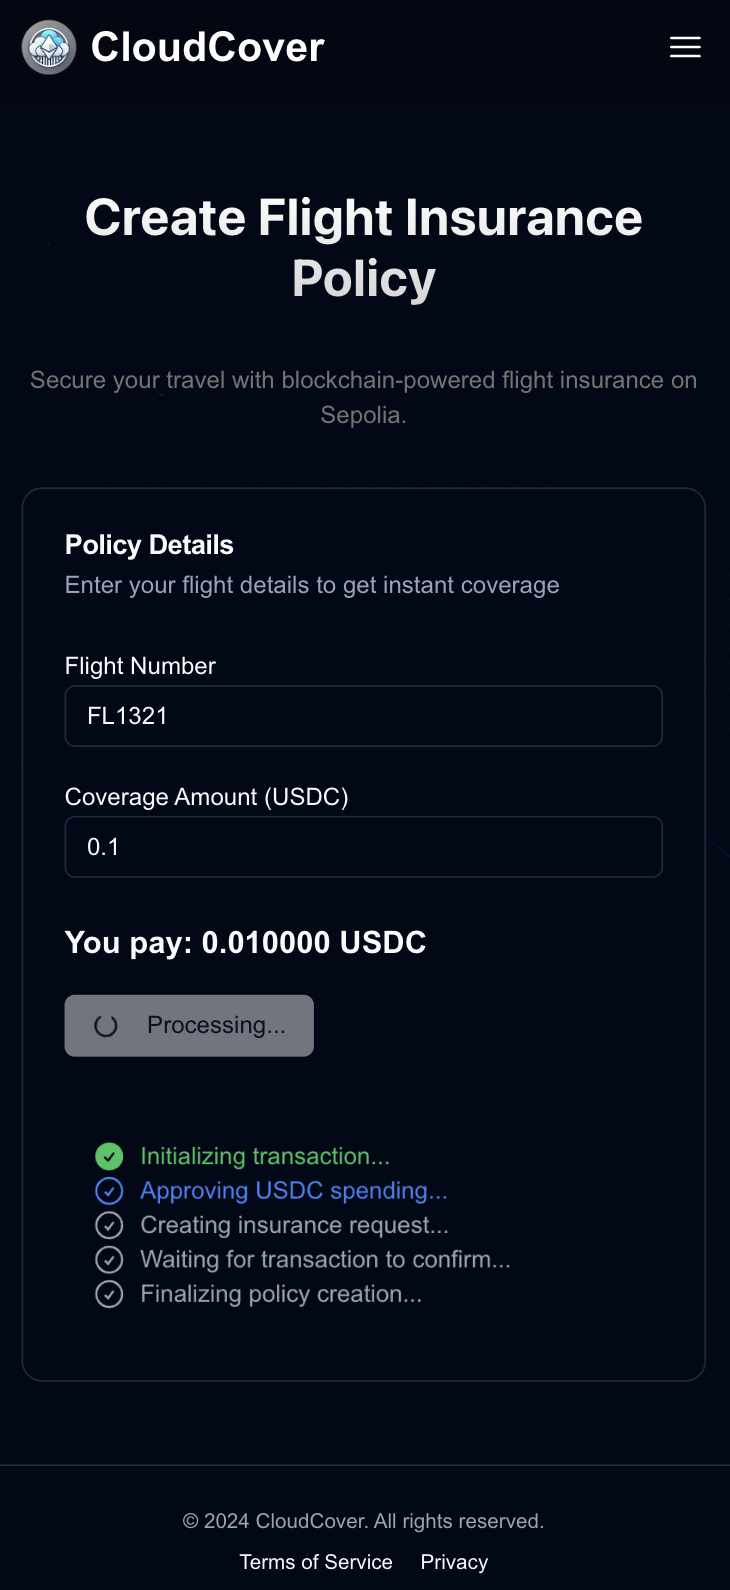 CloudCover
Create Flight Insurance
Policy
Secure your travel with blockchain-powered flight insurance on
Sepolia.
Policy Details
Enter your flight details to get instant coverage
Flight Number
FL1321
Coverage Amount (USDC)
0.1
You pay: 0.010000 USDC
Processing...
Initializing transaction...
Approving USDC spending...
Creating insurance request...
Waiting for transaction to confirm...
Finalizing policy creation...
© 2024 CloudCover. All rights reserved.
Terms of Service Privacy